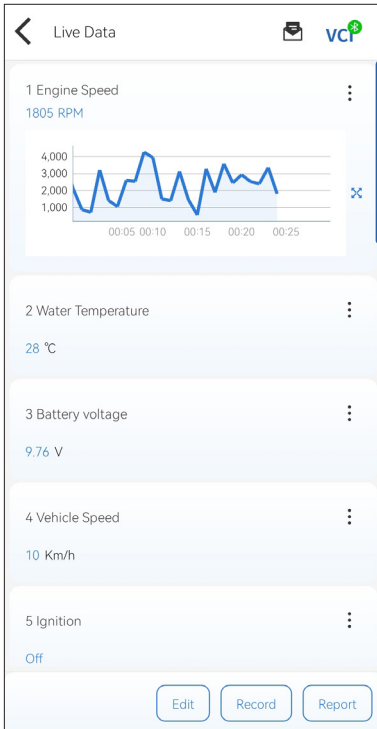 Live Data
VCI
1 Engine Speed
1805 RPM
4,000
3,000
2,000
1,000
00:05 00:10 00:15 00:20 00:25
2 Water Temperature
28 ℃
3 Battery voltage
9.76 V
4 Vehicle Speed
10 Km/h
5 Ignition
Off
Edit Record Report